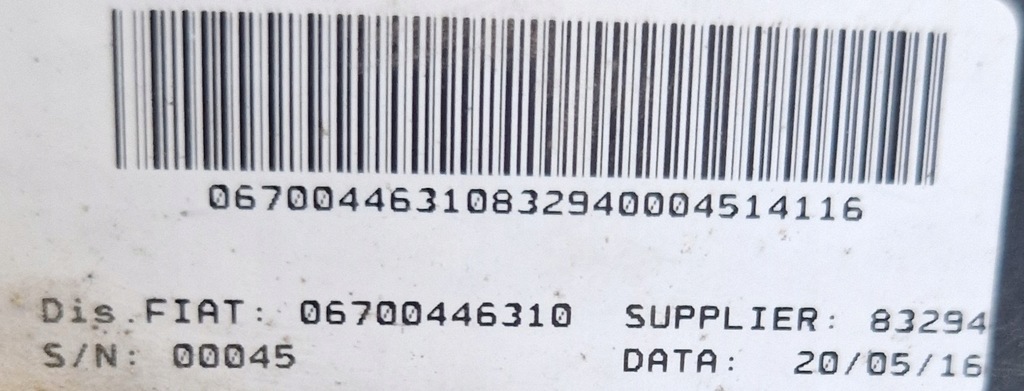 06700446310832940004514116
Dis.FIAT: 06700446310 SUPPLIER: 83294
S/N: 00045 DATA: 20/05/16